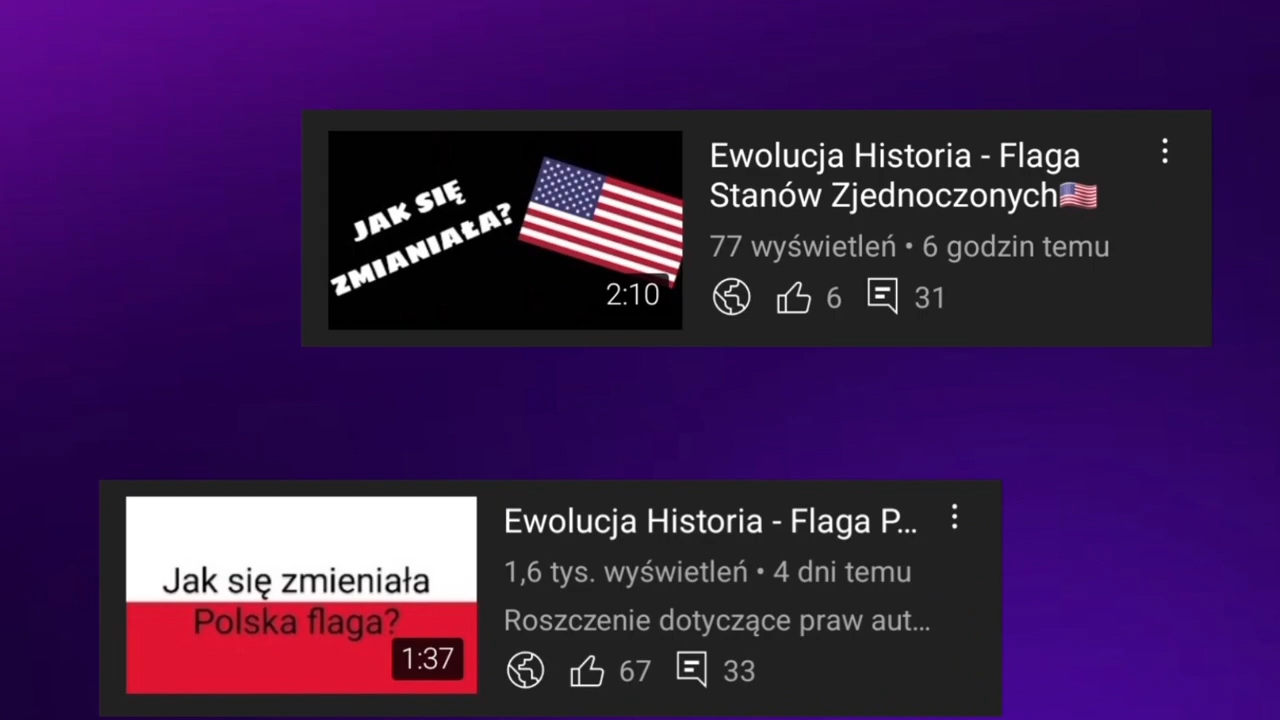 JAK SIĘ
ZMIANIAŁA?
2:10
Ewolucja Historia - Flaga
Stanów Zjednoczonych🇺🇸
77 wyświetleń • 6 godzin temu
6 31
Jak się zmieniała
Polska flaga?
1:37
Ewolucja Historia - Flaga P...
1,6 tys. wyświetleń • 4 dni temu
Roszczenie dotyczące praw aut...
67 33